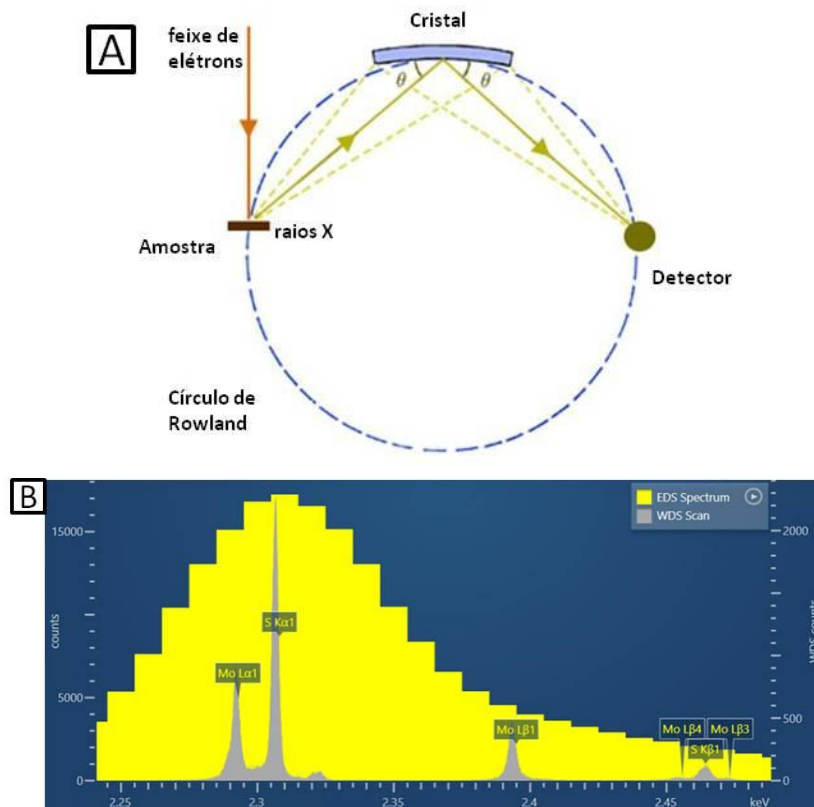 A
feixe de
elétrons
Cristal
θ
θ
Amostra
raios X
Detector
Círculo de
Rowland
B
EDS Spectrum
WDS Scan
15000
2000
counts
WDS counts
S Kα1
Mo Lα1
5000
500
Mo Lβ1
Mo Lβ4
Mo Lβ3
S Kβ1
0
0
2.25
2.3
2.35
2.4
2.45
keV